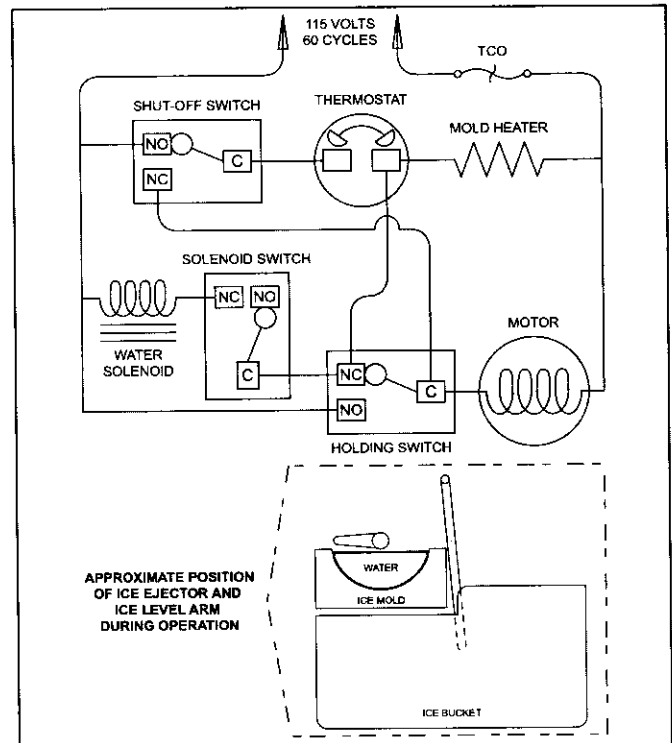 115 VOLTS
60 CYCLES
TCO
SHUT-OFF SWITCH
THERMOSTAT
MOLD HEATER
NO
C
NC
SOLENOID SWITCH
NC
NO
MOTOR
WATER
SOLENOID
C
NC
C
NO
HOLDING SWITCH
APPROXIMATE POSITION
OF ICE EJECTOR AND
ICE LEVEL ARM
DURING OPERATION
WATER
ICE MOLD
ICE BUCKET